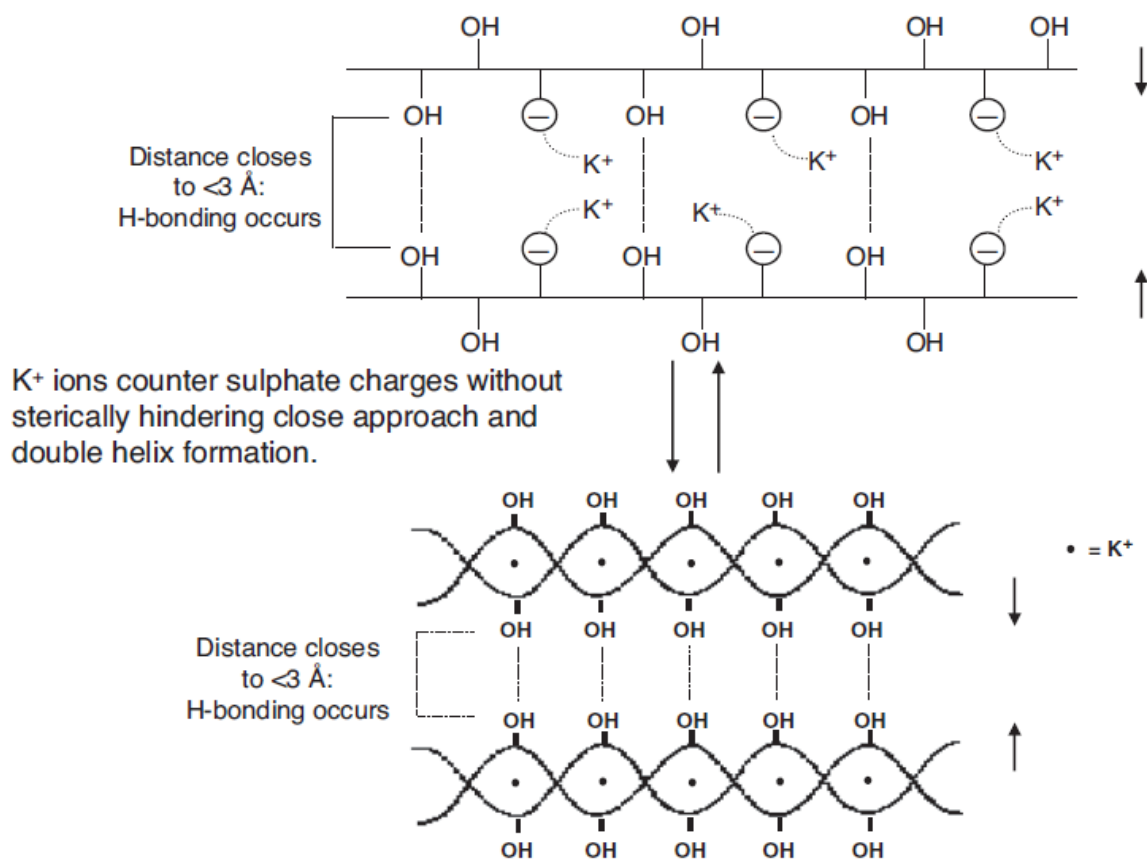 OH OH OH OH
OH OH OH
Distance closes
to <3 Å:
H-bonding occurs
K⁺ K⁺ K⁺
K⁺ K⁺ K⁺
OH OH OH
OH OH OH
K⁺ ions counter sulphate charges without
sterically hindering close approach and
double helix formation.
OH OH OH OH OH
• = K⁺
OH OH OH OH OH
Distance closes
to <3 Å:
H-bonding occurs
OH OH OH OH OH
OH OH OH OH OH